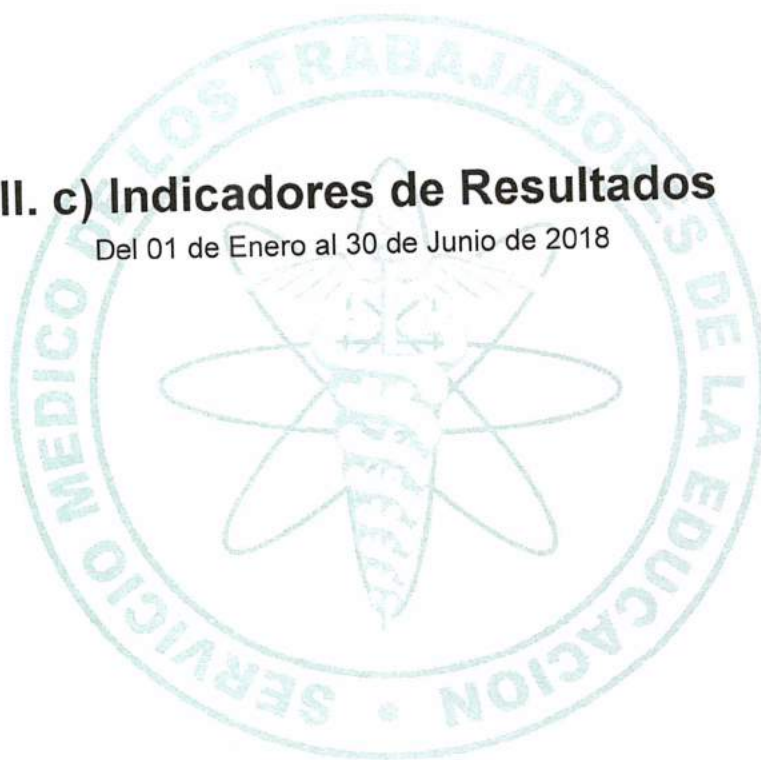 II. c) Indicadores de Resultados
Del 01 de Enero al 30 de Junio de 2018
SERVICIO MEDICO DE LOS TRABAJADORES DE LA EDUCACION